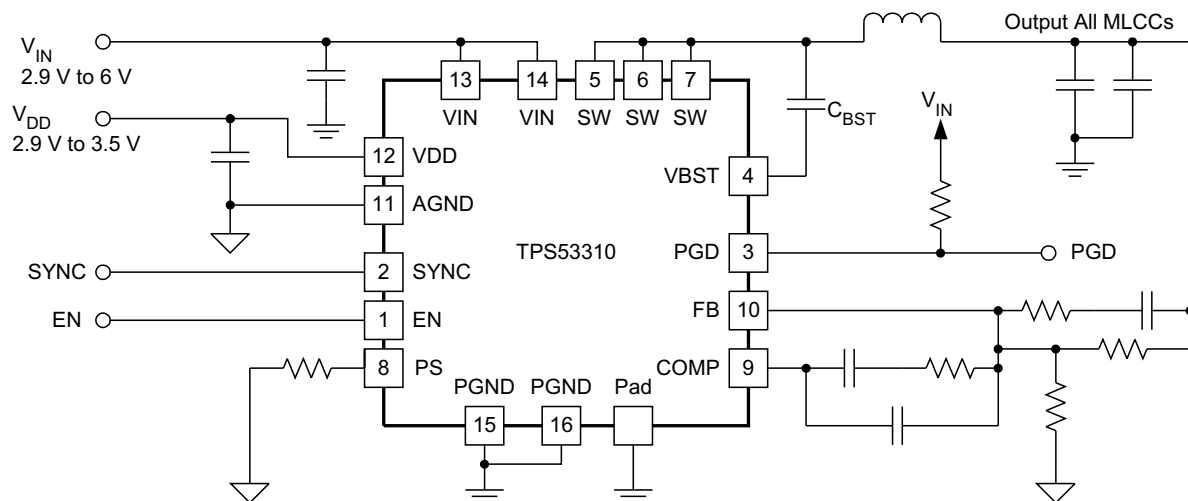 Output All MLCCs
V_IN
2.9 V to 6 V
13
14
5
6
7
VIN
VIN
SW
SW
SW
C_BST
V_IN
V_DD
2.9 V to 3.5 V
12
VDD
VBST
4
11
AGND
TPS53310
PGD
3
PGD
SYNC
2
SYNC
FB
10
EN
1
EN
8
PS
COMP
9
PGND
PGND
Pad
15
16